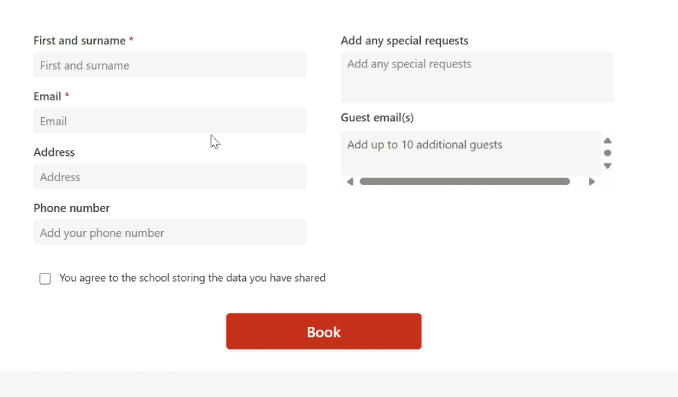 First and surname *
First and surname
Email *
Email
Address
Address
Phone number
Add your phone number
Add any special requests
Add any special requests
Guest email(s)
Add up to 10 additional guests
You agree to the school storing the data you have shared
Book